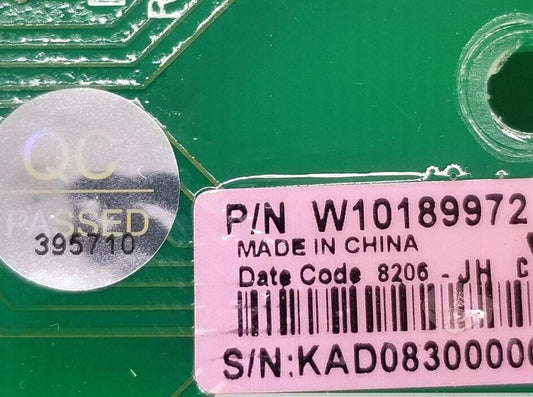 QC
PASSED
395710
P/N W10189972
MADE IN CHINA
Date Code 8206 - JH C
S/N:KAD0830000